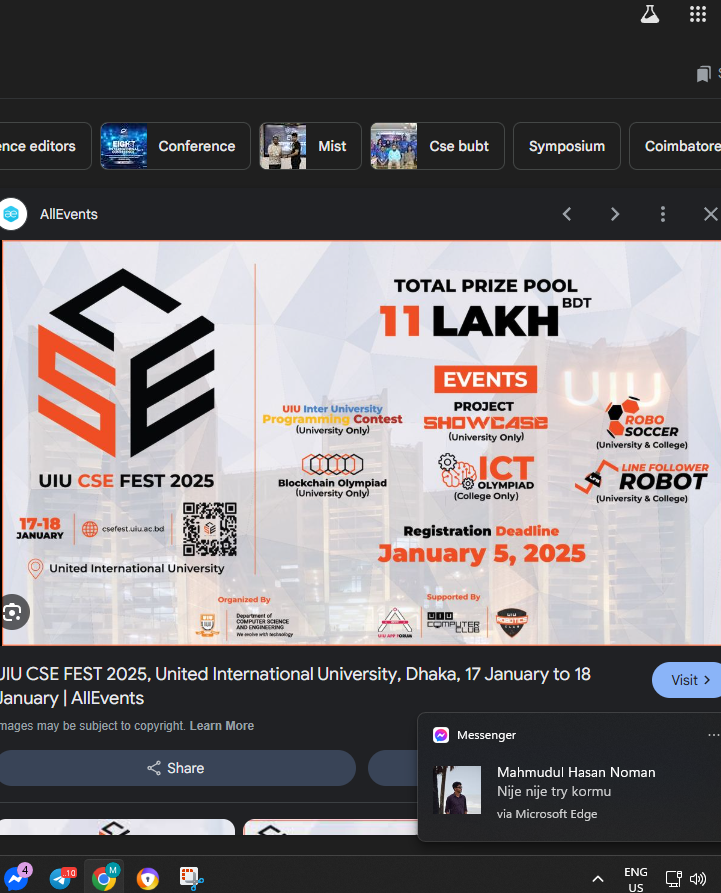 ence editors
Conference
Mist
Cse bubt
Symposium
Coimbatore
AllEvents
CSE
TOTAL PRIZE POOL
11 LAKH BDT
EVENTS
UIU Inter University
Programming Contest
(University Only)
PROJECT
SHOWCASE
(University Only)
ROBO
SOCCER
(University & College)
Blockchain Olympiad
(University Only)
ICT
OLYMPIAD
(College Only)
LINE FOLLOWER
ROBOT
(University & College)
UIU
UIU CSE FEST 2025
17-18
JANUARY
csefest.uiu.ac.bd
United International University
Registration Deadline
January 5, 2025
Organized By
Department of
COMPUTER SCIENCE
AND ENGINEERING
We evolve with technology
Supported By
UIU APP FORUM
UIU
COMPUTER
CLUB
UIU CSE FEST 2025, United International University, Dhaka, 17 January to 18
January | AllEvents
Visit
Images may be subject to copyright. Learn More
Share
Messenger
Mahmudul Hasan Noman
Nije nije try kormu
via Microsoft Edge
4
10
M
ENG
US